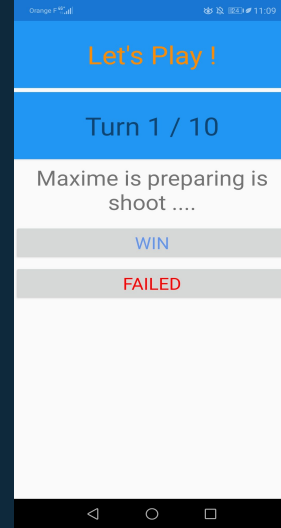 Orange F 11:09
Let's Play !
Turn 1 / 10
Maxime is preparing is
shoot ....
WIN
FAILED